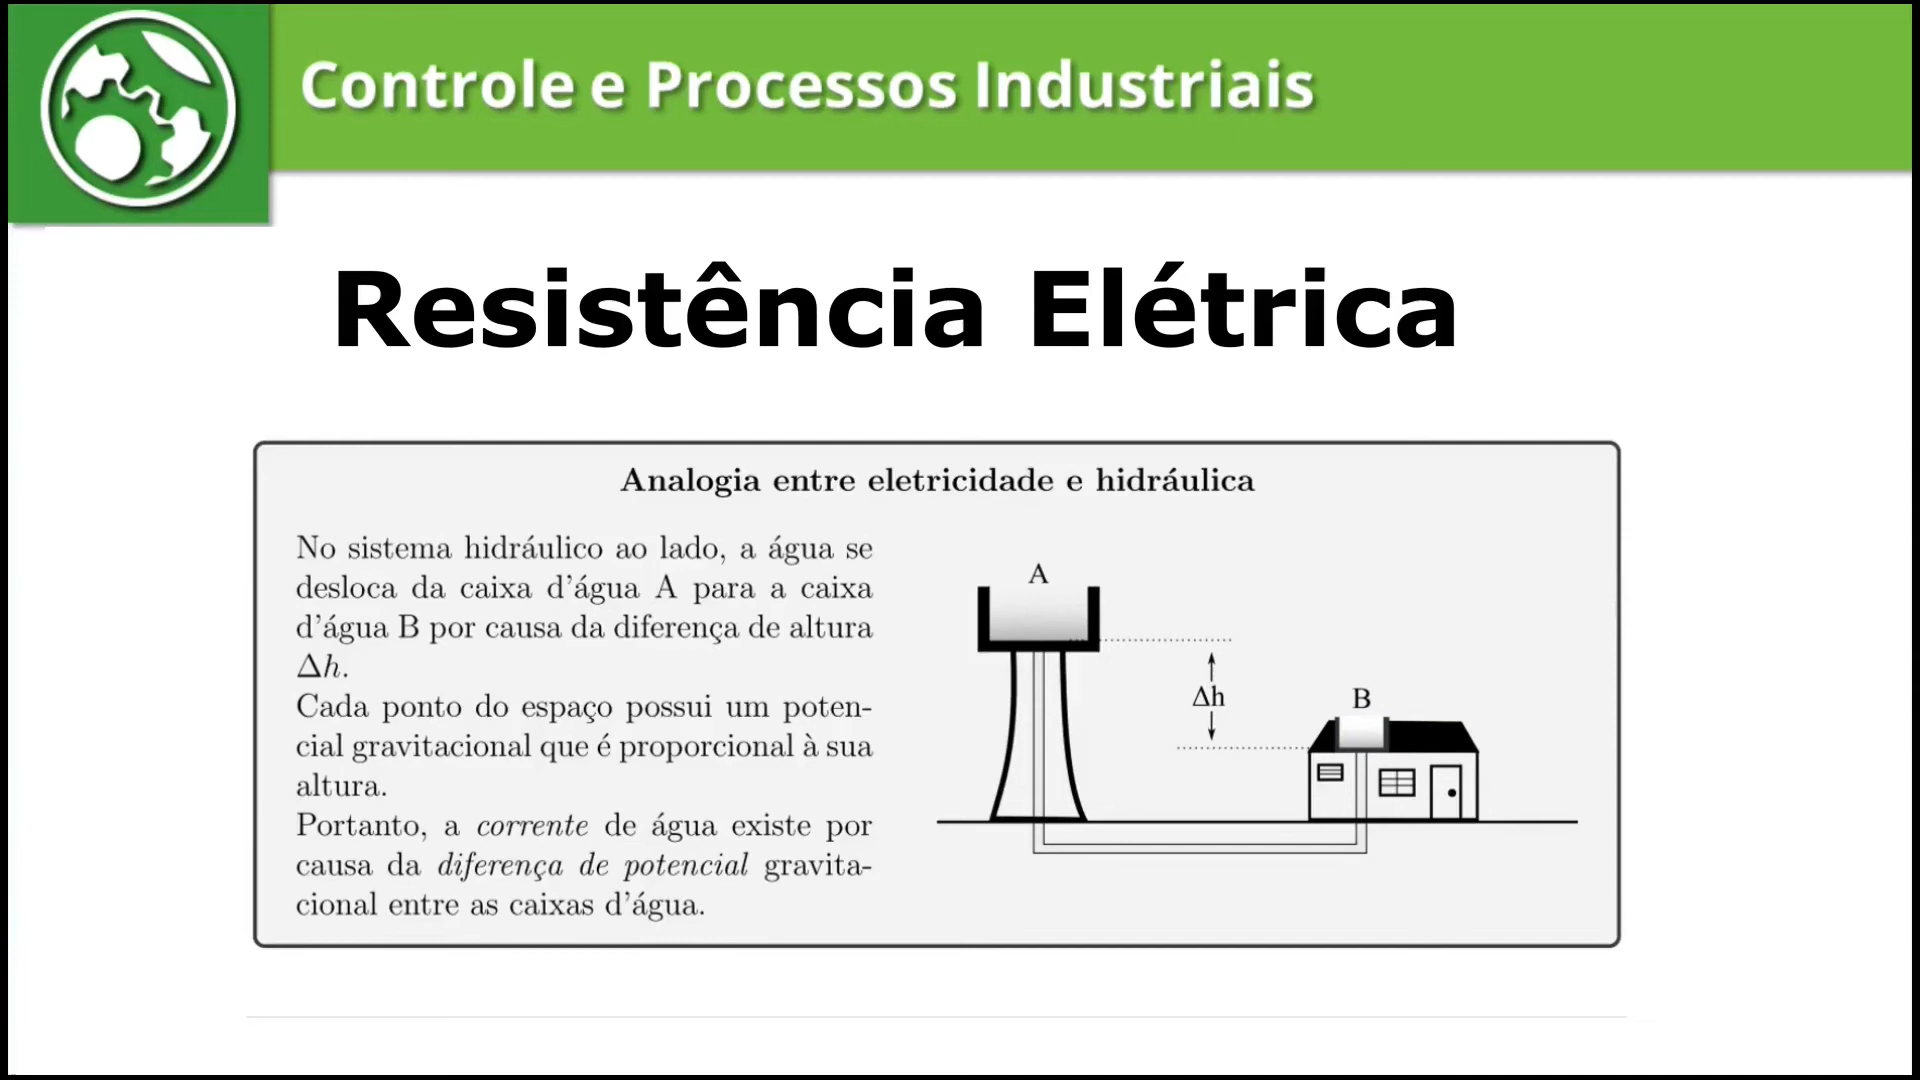 Controle e Processos Industriais
Resistência Elétrica
Analogia entre eletricidade e hidráulica
No sistema hidráulico ao lado, a água se
desloca da caixa d'água A para a caixa
d'água B por causa da diferença de altura
Δh.
Cada ponto do espaço possui um poten-
cial gravitacional que é proporcional à sua
altura.
Portanto, a corrente de água existe por
causa da diferença de potencial gravita-
cional entre as caixas d'água.
A
Δh
B